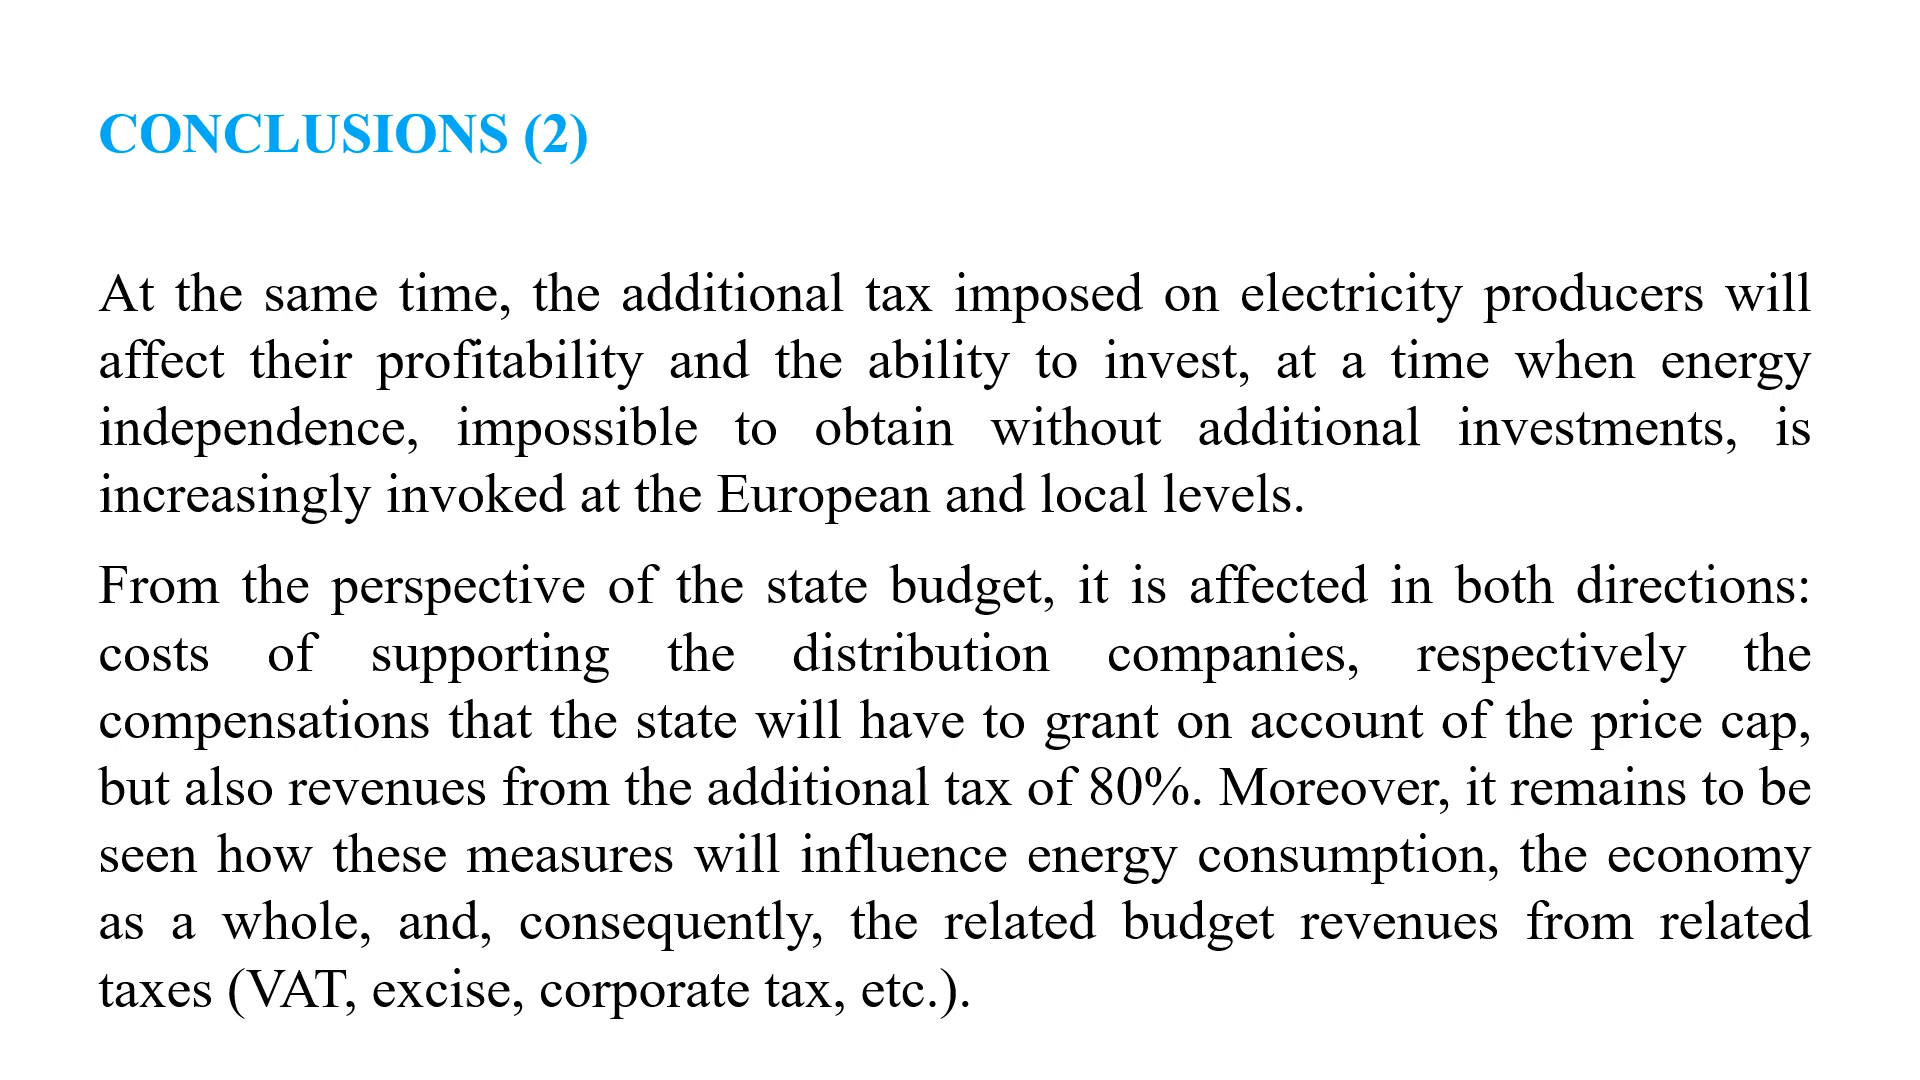 CONCLUSIONS (2)
At the same time, the additional tax imposed on electricity producers will
affect their profitability and the ability to invest, at a time when energy
independence, impossible to obtain without additional investments, is
increasingly invoked at the European and local levels.
From the perspective of the state budget, it is affected in both directions:
costs of supporting the distribution companies, respectively the
compensations that the state will have to grant on account of the price cap,
but also revenues from the additional tax of 80%. Moreover, it remains to be
seen how these measures will influence energy consumption, the economy
as a whole, and, consequently, the related budget revenues from related
taxes (VAT, excise, corporate tax, etc.).